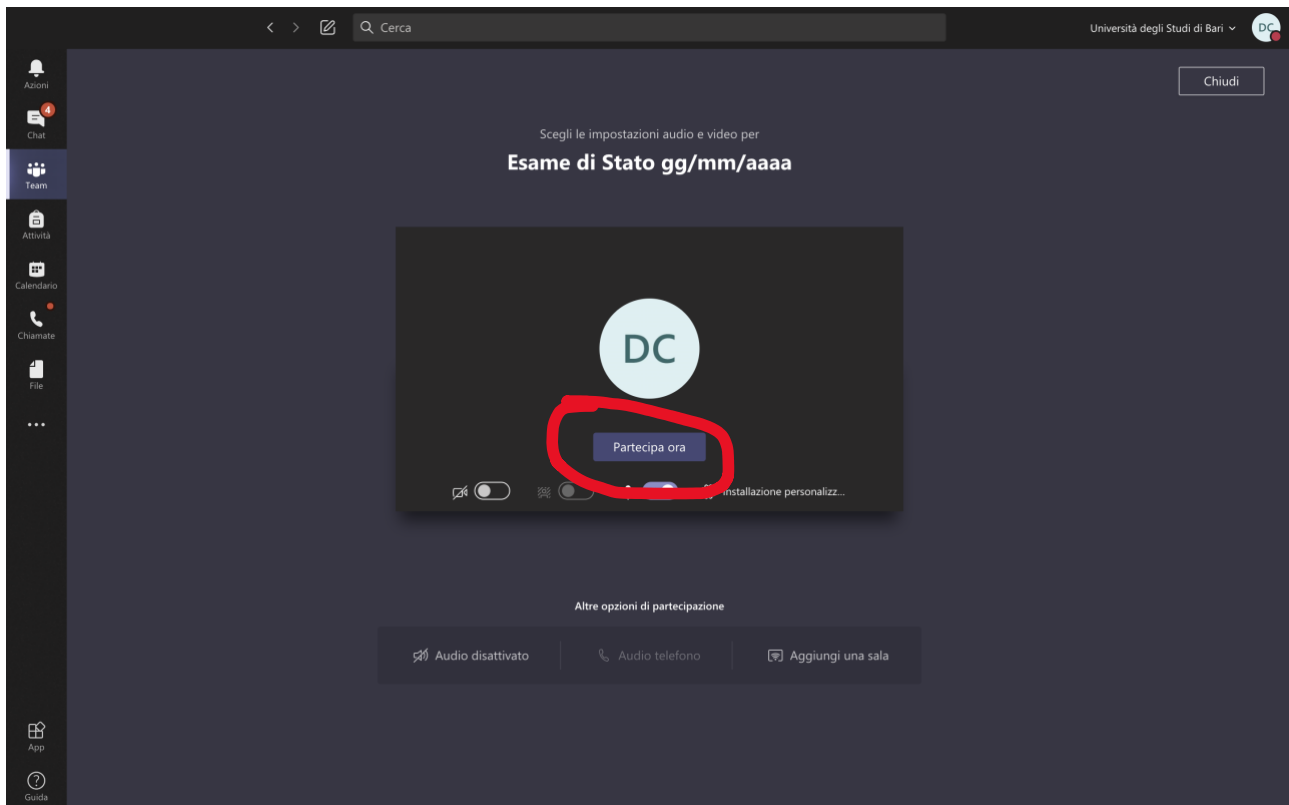 Cerca
Università degli Studi di Bari
DC
Azioni
4
Chat
Team
Attività
Calendario
Chiamate
File
App
Guida
Chiudi
Scegli le impostazioni audio e video per
Esame di Stato gg/mm/aaaa
DC
Partecipa ora
Installazione personalizz...
Altre opzioni di partecipazione
Audio disattivato
Audio telefono
Aggiungi una sala